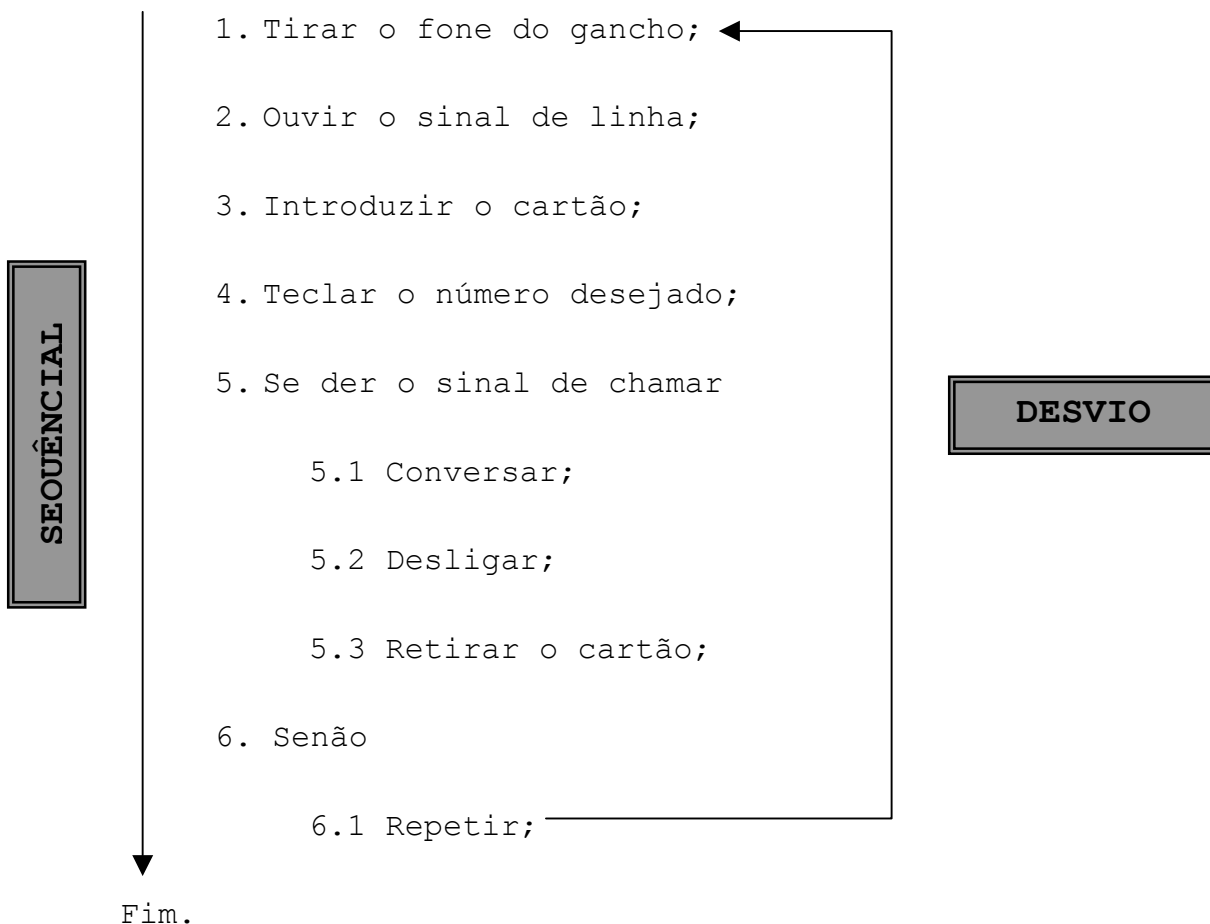 1. Tirar o fone do gancho;
2. Ouvir o sinal de linha;
3. Introduzir o cartão;
4. Teclar o número desejado;
5. Se der o sinal de chamar
5.1 Conversar;
5.2 Desligar;
5.3 Retirar o cartão;
6. Senão
6.1 Repetir;
Fim.
SEQUÊNCIAL
DESVIO